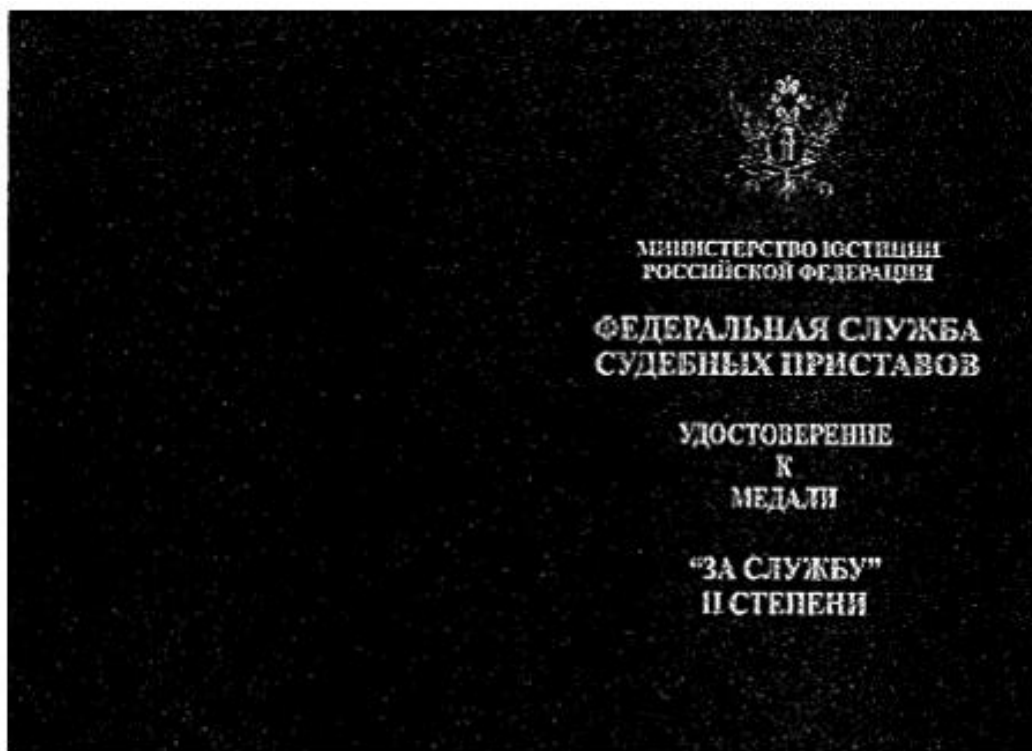 МИНИСТЕРСТВО ЮСТИЦИИ
РОССИЙСКОЙ ФЕДЕРАЦИИ
ФЕДЕРАЛЬНАЯ СЛУЖБА
СУДЕБНЫХ ПРИСТАВОВ
УДОСТОВЕРЕНИЕ
К
МЕДАЛИ
“ЗА СЛУЖБУ”
II СТЕПЕНИ